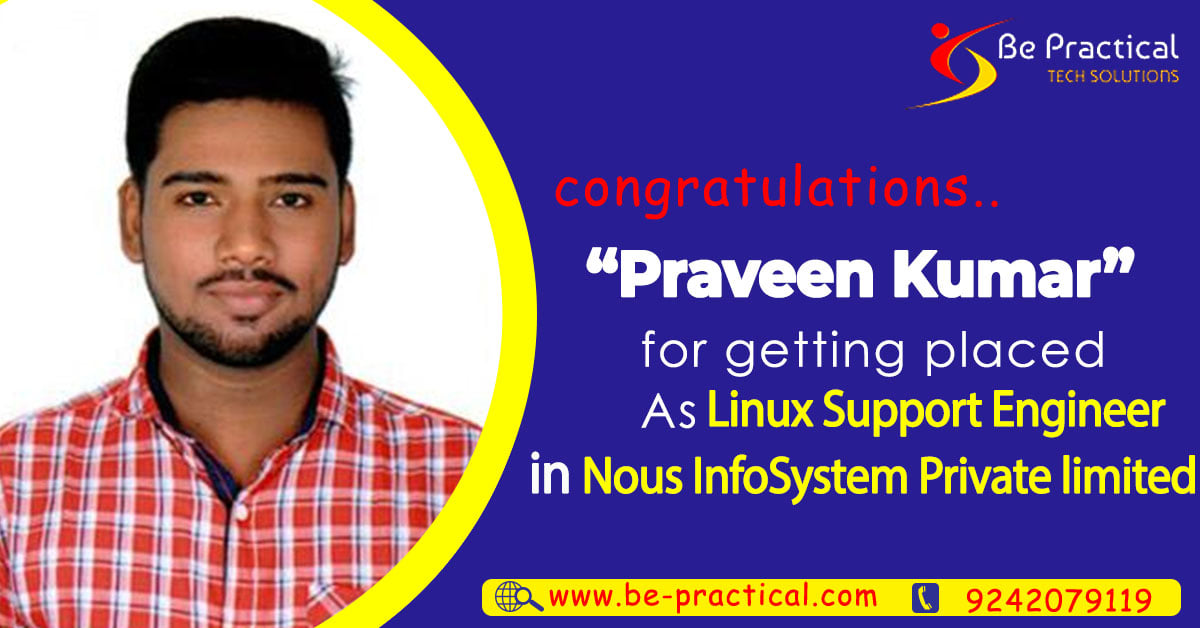 Be Practical
TECH SOLUTIONS
congratulations..
“Praveen Kumar”
for getting placed
As Linux Support Engineer
in Nous InfoSystem Private limited
www.be-practical.com 9242079119